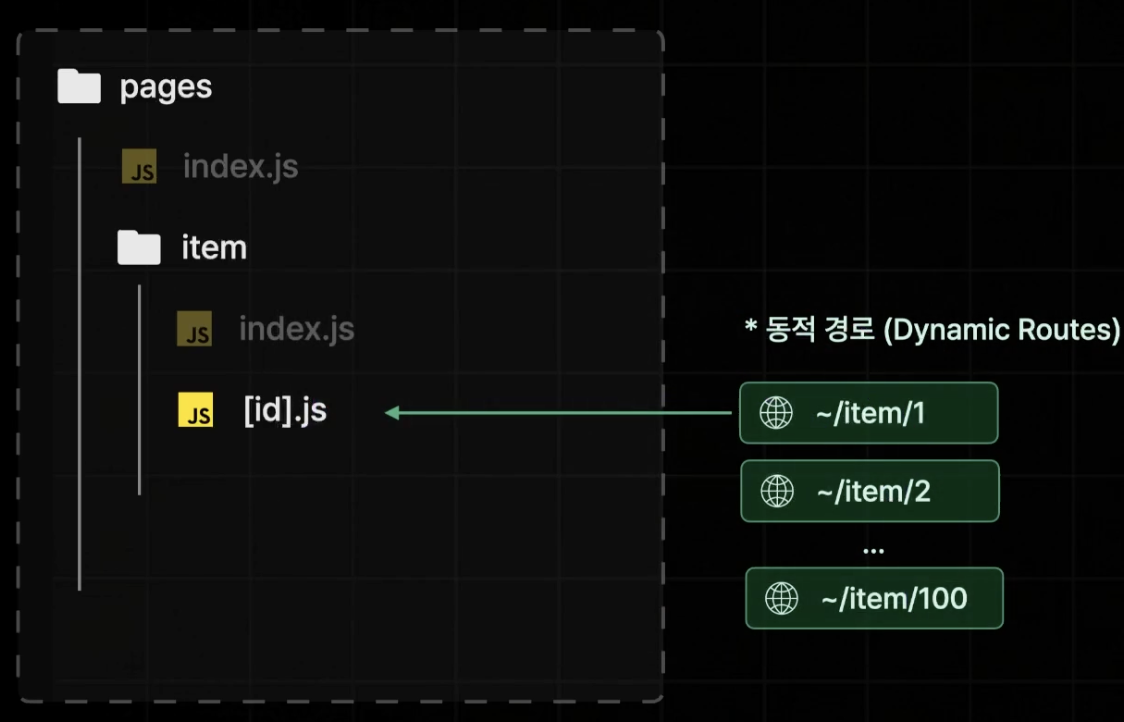 pages
JS index.js
item
JS index.js
* 동적 경로 (Dynamic Routes)
JS [id].js
~/item/1
~/item/2
...
~/item/100